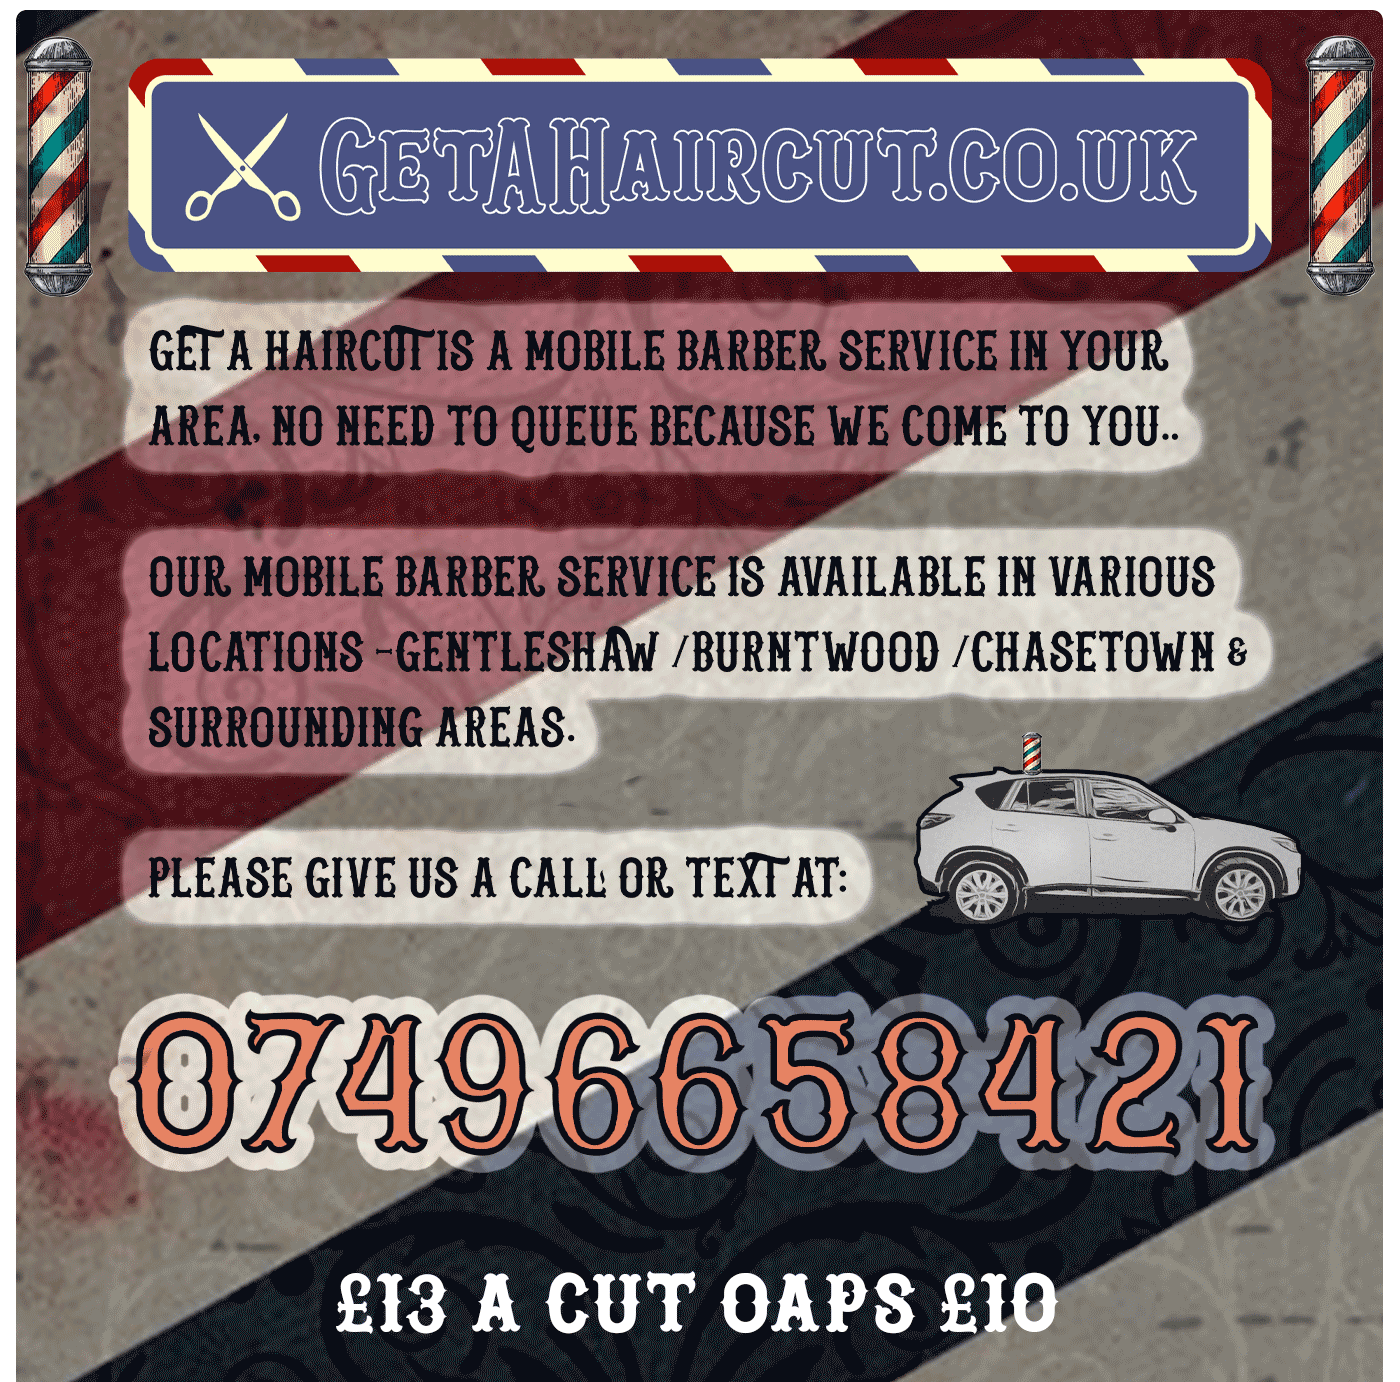 GetAHaircut.co.uk
GET A HAIRCUT IS A MOBILE BARBER SERVICE IN YOUR
AREA, NO NEED TO QUEUE BECAUSE WE COME TO YOU..
OUR MOBILE BARBER SERVICE IS AVAILABLE IN VARIOUS
LOCATIONS -GENTLESHAW /BURNTWOOD /CHASETOWN &
SURROUNDING AREAS.
PLEASE GIVE US A CALL OR TEXT AT:
07496658421
£13 A CUT OAPS £10